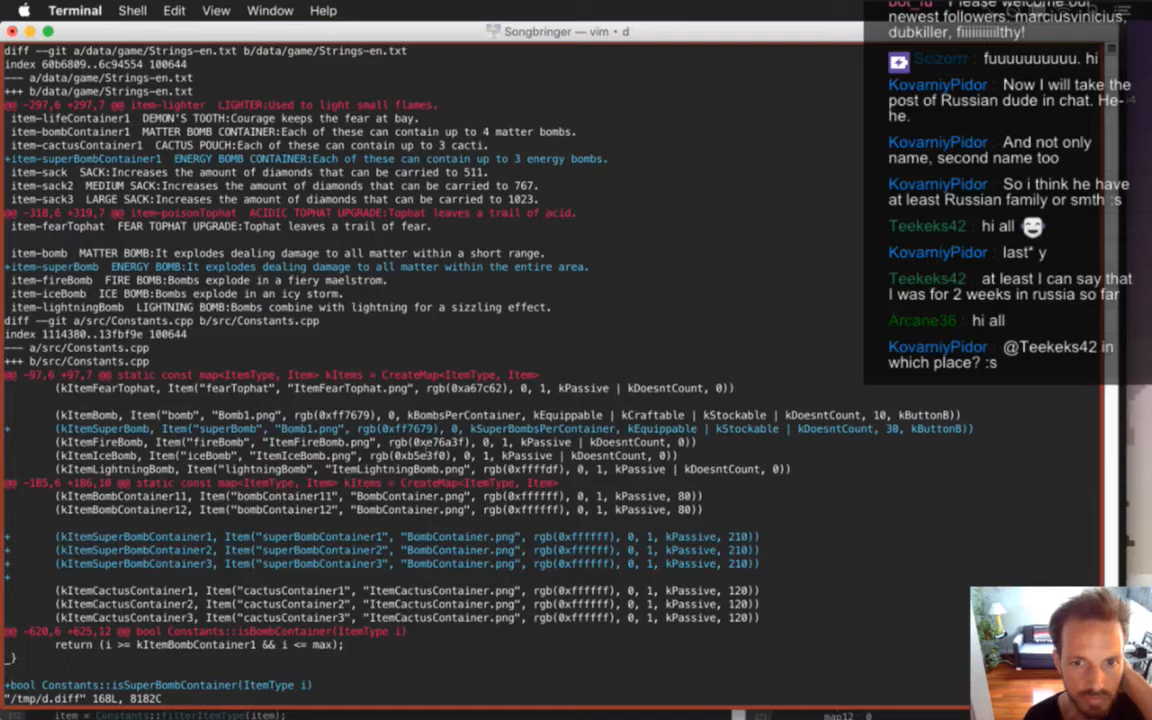 Terminal Shell Edit View Window Help
Songbringer — vim • d
diff --git a/data/game/Strings-en.txt b/data/game/Strings-en.txt
index 60b6809..6c94554 100644
--- a/data/game/Strings-en.txt
+++ b/data/game/Strings-en.txt
@@ -297,6 +297,7 @@ item-lighter  LIGHTER:Used to light small flames.
item-lifeContainer1  DEMON'S TOOTH:Courage keeps the fear at bay.
item-bombContainer1  MATTER BOMB CONTAINER:Each of these can contain up to 4 matter bombs.
item-cactusContainer1  CACTUS POUCH:Each of these can contain up to 3 cacti.
+item-superBombContainer1  ENERGY BOMB CONTAINER:Each of these can contain up to 3 energy bombs.
item-sack  SACK:Increases the amount of diamonds that can be carried to 511.
item-sack2  MEDIUM SACK:Increases the amount of diamonds that can be carried to 767.
item-sack3  LARGE SACK:Increases the amount of diamonds that can be carried to 1023.
@@ -318,6 +319,7 @@ item-poisonTophat  ACIDIC TOPHAT UPGRADE:Tophat leaves a trail of acid.
item-fearTophat  FEAR TOPHAT UPGRADE:Tophat leaves a trail of fear.
item-bomb  MATTER BOMB:It explodes dealing damage to all matter within a short range.
+item-superBomb  ENERGY BOMB:It explodes dealing damage to all matter within the entire area.
item-fireBomb  FIRE BOMB:Bombs explode in a fiery maelstrom.
item-iceBomb  ICE BOMB:Bombs explode in an icy storm.
item-lightningBomb  LIGHTNING BOMB:Bombs combine with lightning for a sizzling effect.
diff --git a/src/Constants.cpp b/src/Constants.cpp
index 1114380..13fbf9e 100644
--- a/src/Constants.cpp
+++ b/src/Constants.cpp
@@ -97,6 +97,7 @@ static const map<ItemType, Item> kItems = CreateMap<ItemType, Item>
(kItemFearTophat, Item("fearTophat", "ItemFearTophat.png", rgb(0xa67c62), 0, 1, kPassive | kDoesntCount, 0))
(kItemBomb, Item("bomb", "Bomb1.png", rgb(0xff7679), 0, kBombsPerContainer, kEquippable | kCraftable | kStockable | kDoesntCount, 10, kButtonB))
+ (kItemSuperBomb, Item("superBomb", "Bomb1.png", rgb(0xff7679), 0, kSuperBombsPerContainer, kEquippable | kStockable | kDoesntCount, 30, kButtonB))
(kItemFireBomb, Item("fireBomb", "ItemFireBomb.png", rgb(0xe76a3f), 0, 1, kPassive | kDoesntCount, 0))
(kItemIceBomb, Item("iceBomb", "ItemIceBomb.png", rgb(0xb5e3f0), 0, 1, kPassive | kDoesntCount, 0))
(kItemLightningBomb, Item("lightningBomb", "ItemLightningBomb.png", rgb(0xffffdf), 0, 1, kPassive | kDoesntCount, 0))
@@ -185,6 +186,10 @@ static const map<ItemType, Item> kItems = CreateMap<ItemType, Item>
(kItemBombContainer11, Item("bombContainer11", "BombContainer.png", rgb(0xffffff), 0, 1, kPassive, 80))
(kItemBombContainer12, Item("bombContainer12", "BombContainer.png", rgb(0xffffff), 0, 1, kPassive, 80))
+ (kItemSuperBombContainer1, Item("superBombContainer1", "BombContainer.png", rgb(0xffffff), 0, 1, kPassive, 210))
+ (kItemSuperBombContainer2, Item("superBombContainer2", "BombContainer.png", rgb(0xffffff), 0, 1, kPassive, 210))
+ (kItemSuperBombContainer3, Item("superBombContainer3", "BombContainer.png", rgb(0xffffff), 0, 1, kPassive, 210))
+
(kItemCactusContainer1, Item("cactusContainer1", "ItemCactusContainer.png", rgb(0xffffff), 0, 1, kPassive, 120))
(kItemCactusContainer2, Item("cactusContainer2", "ItemCactusContainer.png", rgb(0xffffff), 0, 1, kPassive, 120))
(kItemCactusContainer3, Item("cactusContainer3", "ItemCactusContainer.png", rgb(0xffffff), 0, 1, kPassive, 120))
@@ -620,6 +625,12 @@ bool Constants::isBombContainer(ItemType i)
return (i >= kItemBombContainer1 && i <= max);
_}
+bool Constants::isSuperBombContainer(ItemType i)
"/tmp/d.diff" 168L, 8182C
item = Constants::filterItemType(item);
map12  0
bot_fu : Please welcome our
newest followers, marciusvinicius,
dubkiller, fiiiiiiiiiilthy!
Scizorrr : fuuuuuuuuuu. hi
KovarniyPidor : Now I will take the
post of Russian dude in chat. He-
he.
KovarniyPidor : And not only
name, second name too
KovarniyPidor : So i think he have
at least Russian family or smth :s
Teekeks42 : hi all
KovarniyPidor : last* y
Teekeks42 : at least I can say that
I was for 2 weeks in russia so far
Arcane36 : hi all
KovarniyPidor : @Teekeks42 in
which place? :s